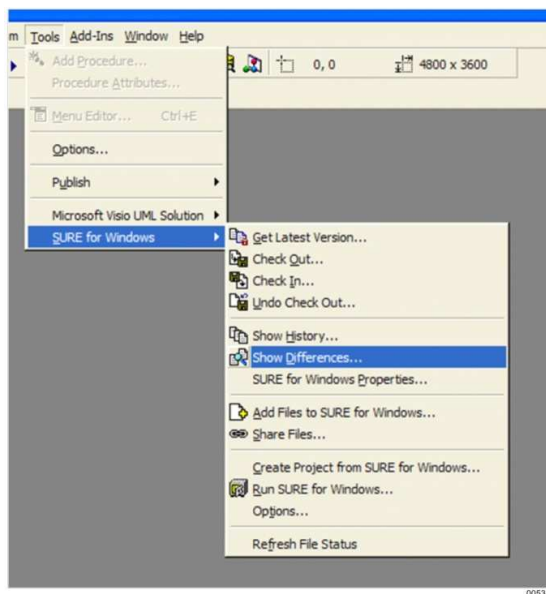 m Tools Add-Ins Window Help
Add Procedure...
Procedure Attributes...
0, 0
4800 x 3600
Menu Editor... Ctrl+E
Options...
Publish
Microsoft Visio UML Solution
SURE for Windows
Get Latest Version...
Check Out...
Check In...
Undo Check Out...
Show History...
Show Differences...
SURE for Windows Properties...
Add Files to SURE for Windows...
Share Files...
Create Project from SURE for Windows...
Run SURE for Windows...
Options...
Refresh File Status
0053